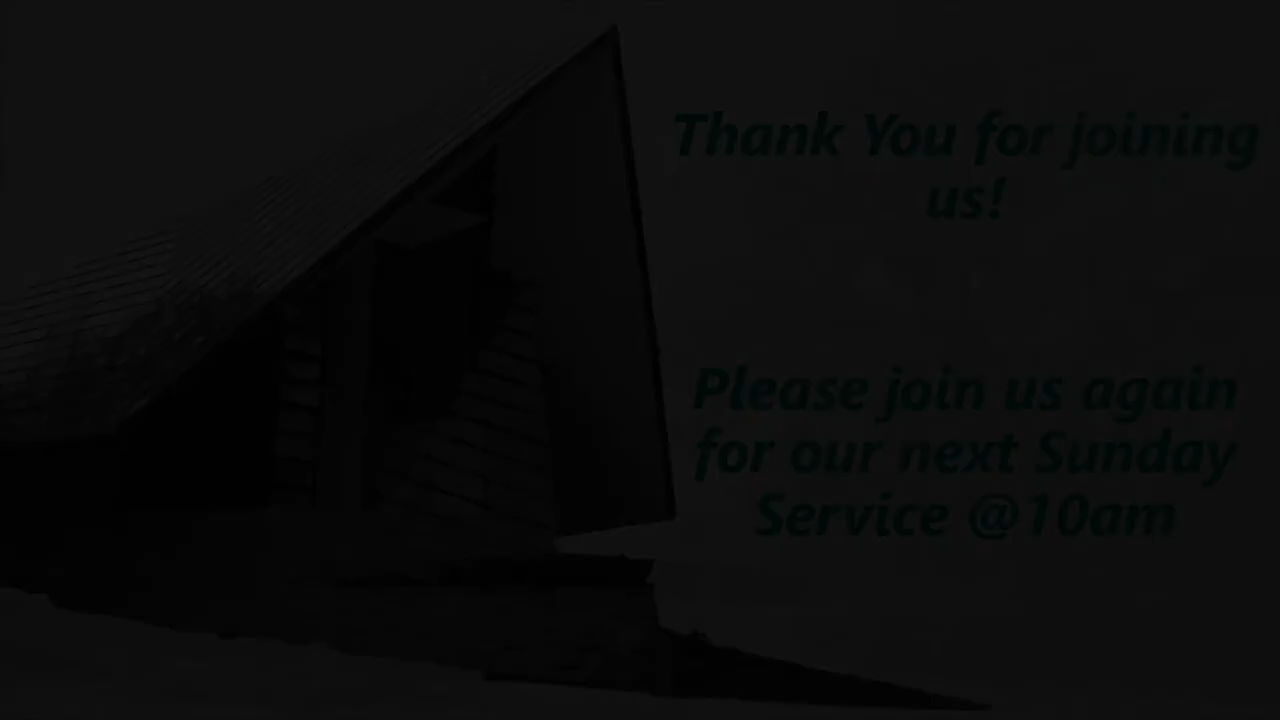 Thank You for joining
us!
Please join us again
for our next Sunday
Service @10am